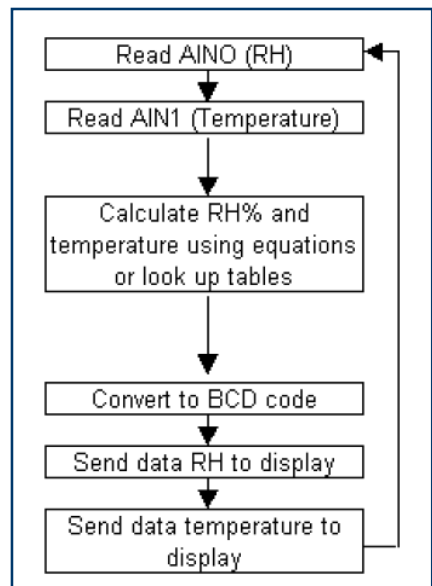 Read AIN0 (RH)
Read AIN1 (Temperature)
Calculate RH% and
temperature using equations
or look up tables
Convert to BCD code
Send data RH to display
Send data temperature to
display